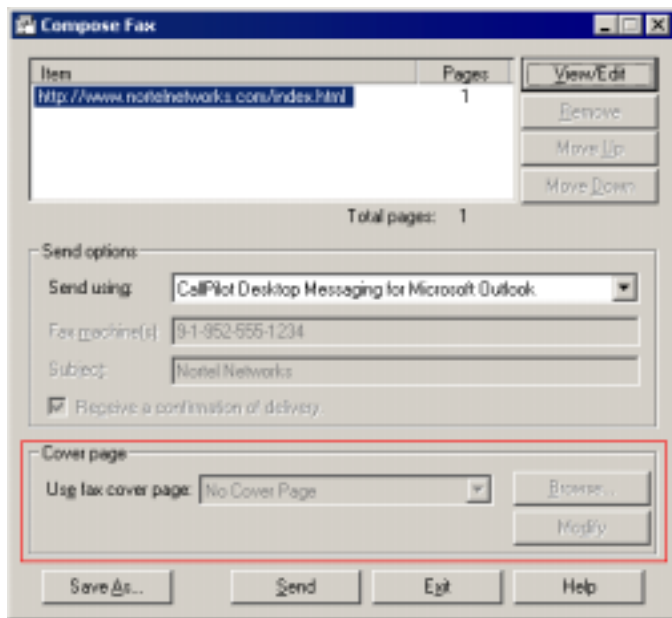 Compose Fax
Item Pages
http://www.nortelnetworks.com/index.html 1
View/Edit
Remove
Move Up
Move Down
Total pages: 1
Send options
Send using: CallPilot Desktop Messaging for Microsoft Outlook
Fax machine(s): 9-1-952-555-1234
Subject: Nortel Networks
Receive a confirmation of delivery.
Cover page
Use fax cover page: No Cover Page
Browse...
Modify
Save As... Send Exit Help